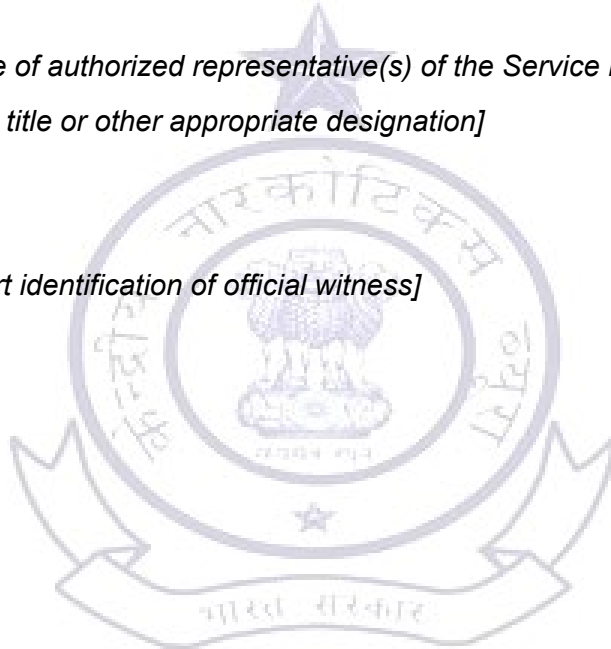 e of authorized representative(s) of the Service
title or other appropriate designation]
नारकोटिक्स
rt identification of official witness]
केन्द्रीय
ब्यूरो
भारत सरकार